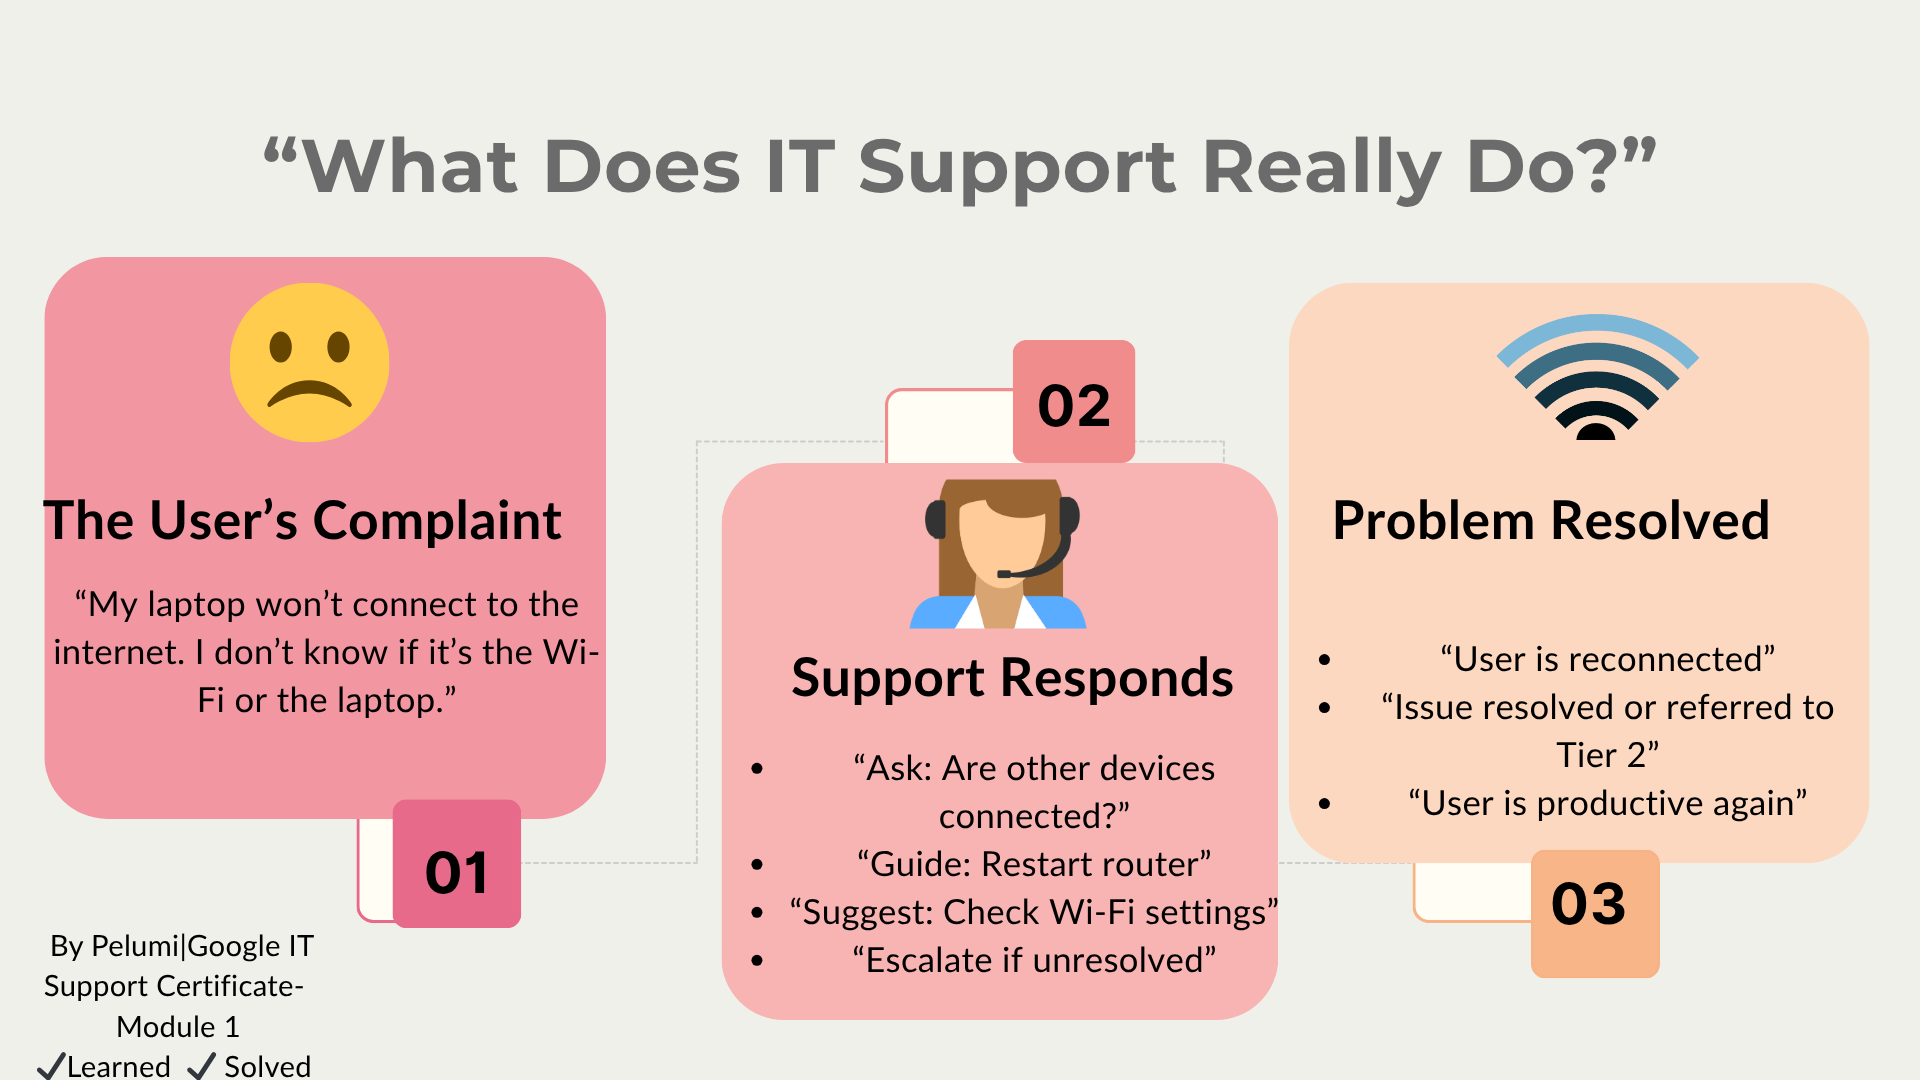 “What Does IT Support Really Do?”
The User’s Complaint
“My laptop won’t connect to the
internet. I don’t know if it’s the Wi-
Fi or the laptop.”
01
02
Support Responds
• “Ask: Are other devices
connected?”
• “Guide: Restart router”
• “Suggest: Check Wi-Fi settings”
• “Escalate if unresolved”
Problem Resolved
• “User is reconnected”
• “Issue resolved or referred to
Tier 2”
• “User is productive again”
03
By Pelumi|Google IT
Support Certificate-
Module 1
✓Learned ✓ Solved